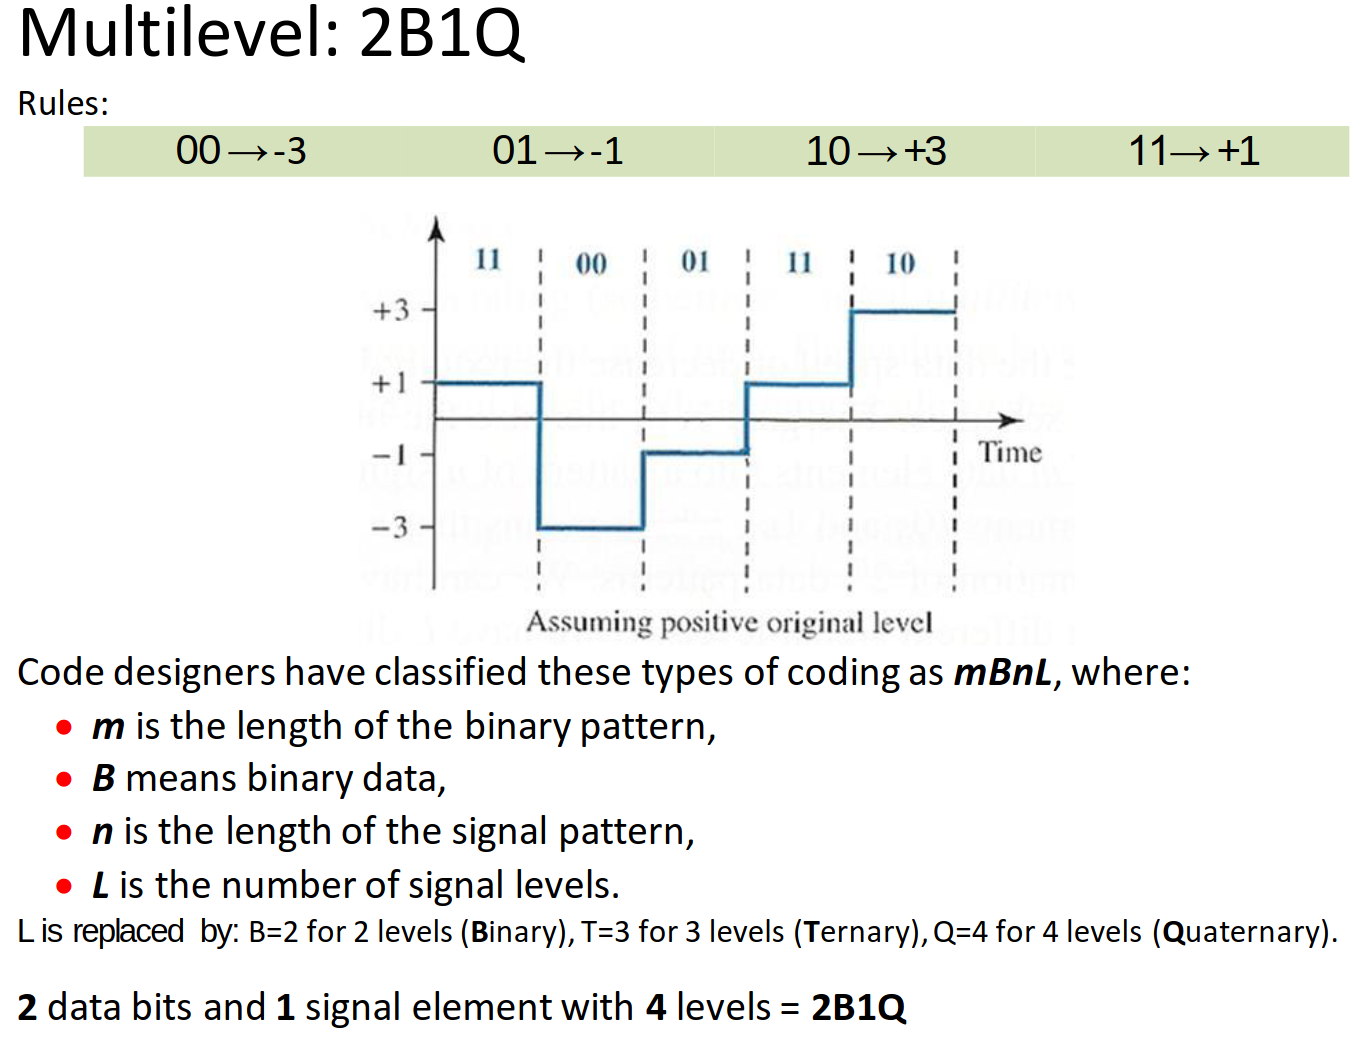 Multilevel: 2B1Q
Rules:
00→-3 01→-1 10→+3 11→+1
11 00 01 11 10
+3
+1
−1
Time
−3
Assuming positive original level
Code designers have classified these types of coding as mBnL, where:
• m is the length of the binary pattern,
• B means binary data,
• n is the length of the signal pattern,
• L is the number of signal levels.
L is replaced by: B=2 for 2 levels (Binary), T=3 for 3 levels (Ternary), Q=4 for 4 levels (Quaternary).
2 data bits and 1 signal element with 4 levels = 2B1Q